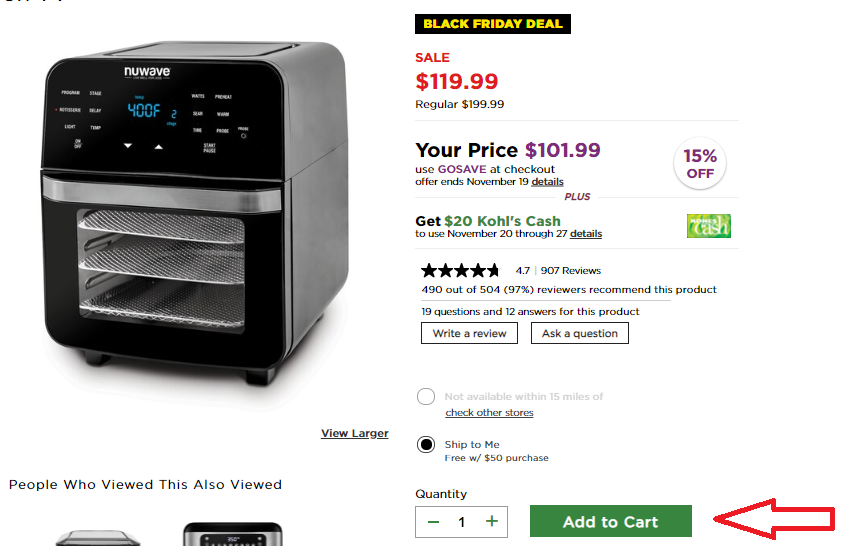 BLACK FRIDAY DEAL
SALE
$119.99
Regular $199.99
Your Price $101.99
use GOSAVE at checkout
offer ends November 19 details
15%
OFF
PLUS
Get $20 Kohl's Cash
to use November 20 through 27 details
KOHL'S
Cash
4.7 | 907 Reviews
490 out of 504 (97%) reviewers recommend this product
19 questions and 12 answers for this product
Write a review
Ask a question
Not available within 15 miles of
check other stores
Ship to Me
Free w/ $50 purchase
Quantity
− 1 +
Add to Cart
nuwave
PROGRAM STAGE
TEMP
400F 2
stage
WATTS PREHEAT
ROTISSERIE DELAY
SEAR WARM
LIGHT TEMP
TIME PROBE
PROBE
ON
OFF
START
PAUSE
View Larger
People Who Viewed This Also Viewed
350°